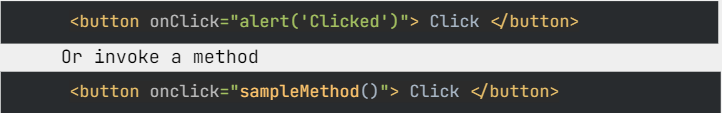 <button onClick="alert('Clicked')"> Click </button>
Or invoke a method
<button onclick="sampleMethod()"> Click </button>